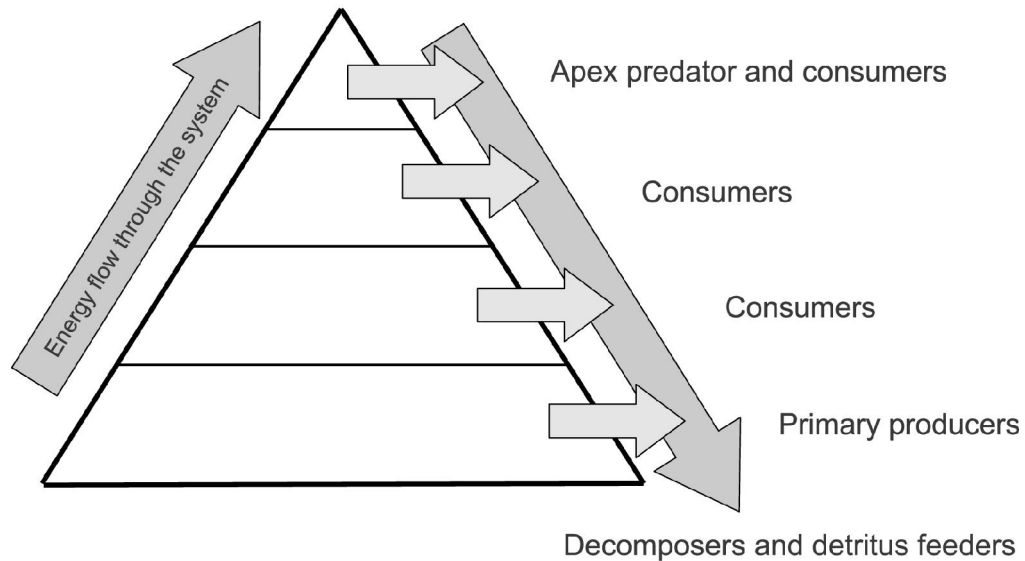 Energy flow through the system
Apex predator and consumers
Consumers
Consumers
Primary producers
Decomposers and detritus feeders